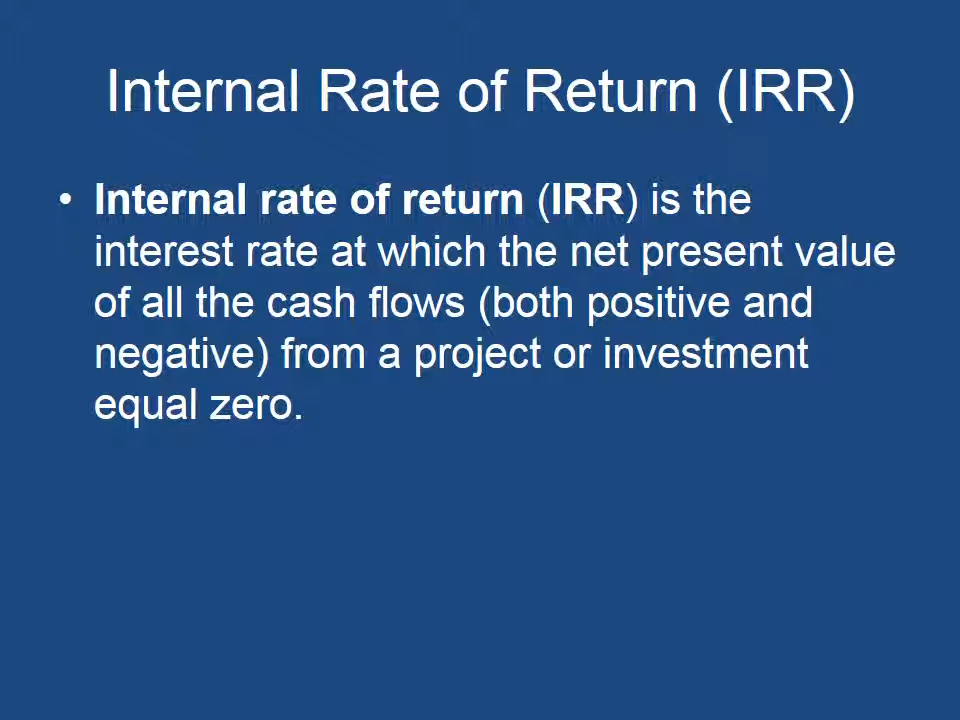 Internal Rate of Return (IRR)
• Internal rate of return (IRR) is the
interest rate at which the net present value
of all the cash flows (both positive and
negative) from a project or investment
equal zero.